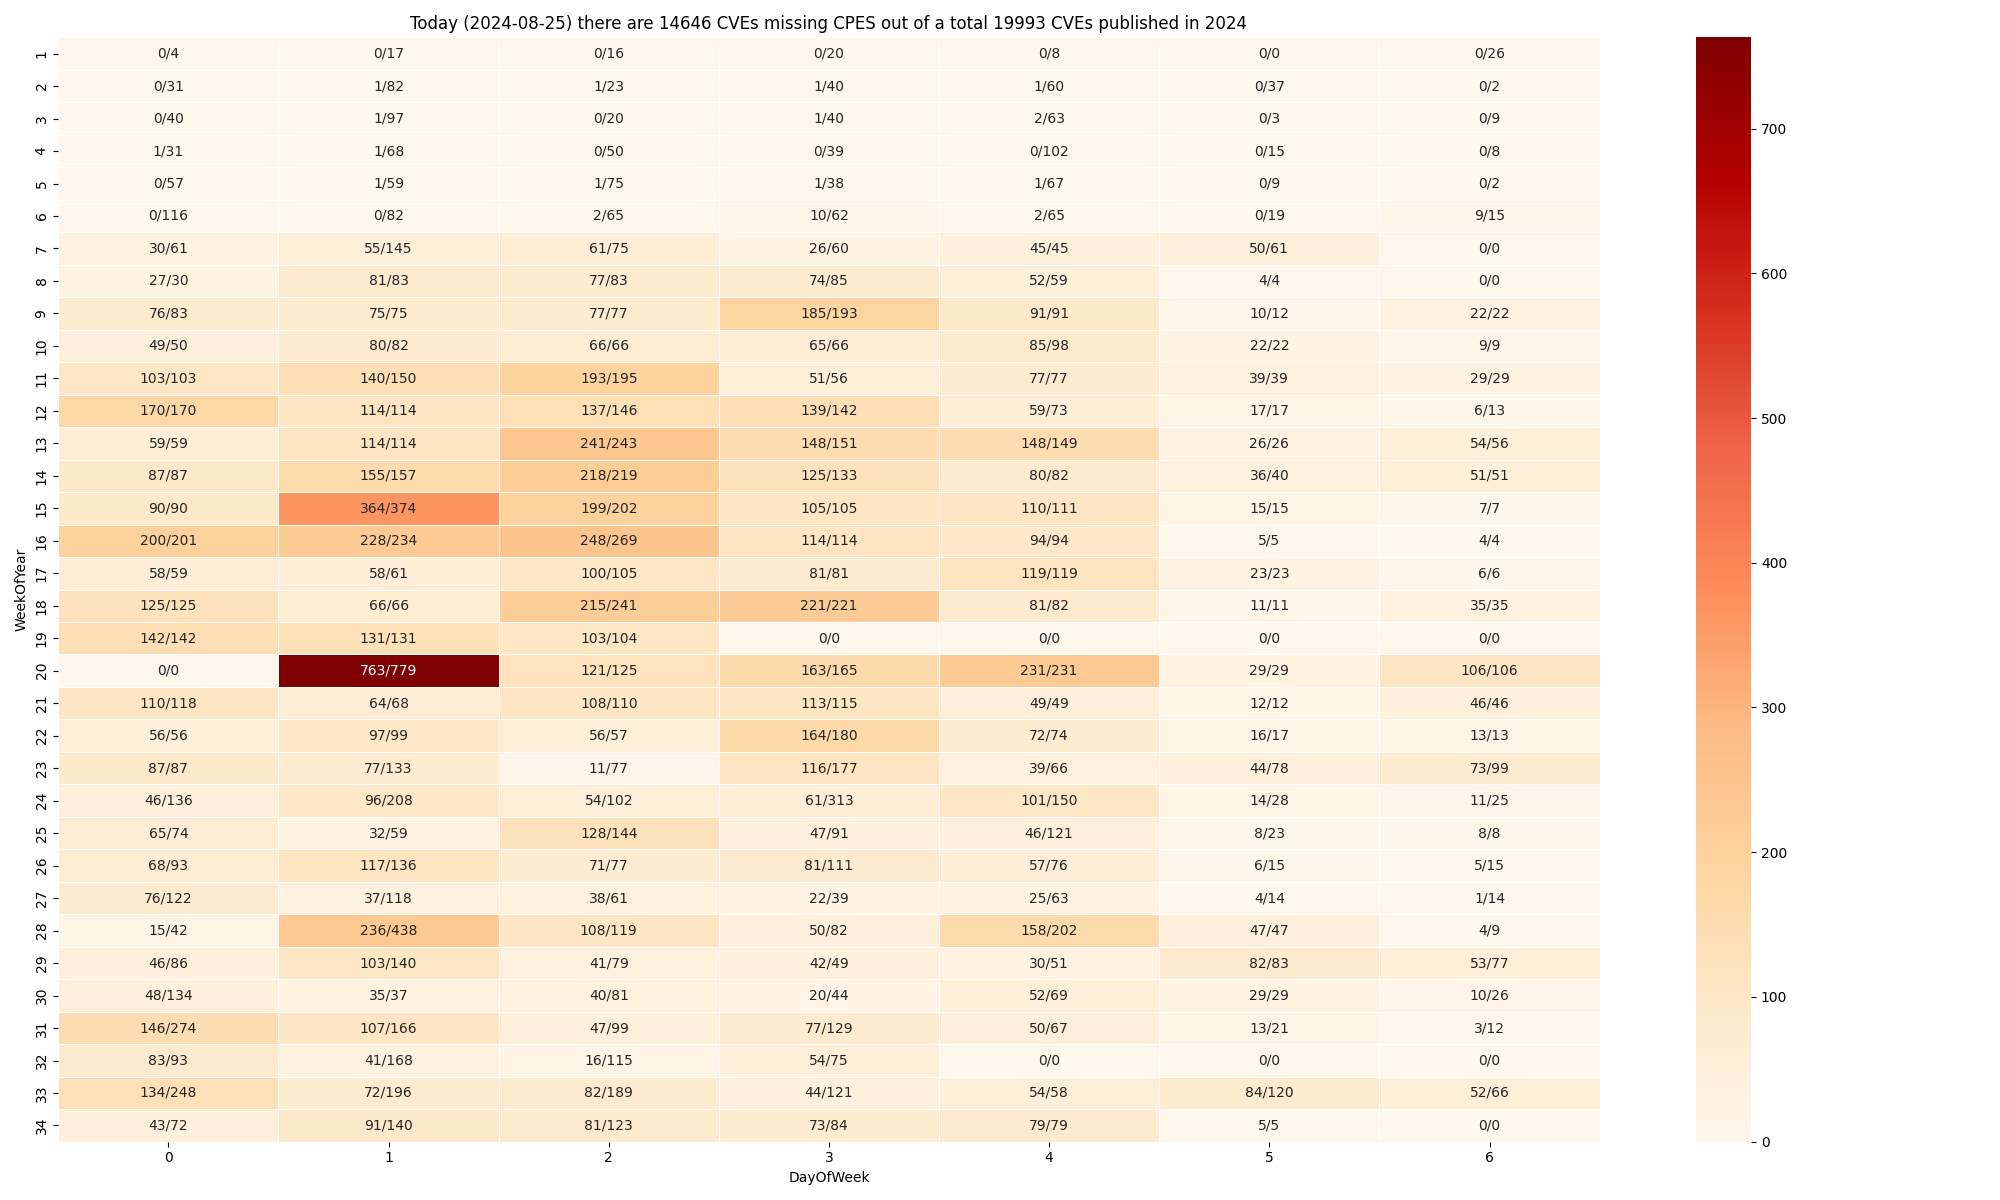 Today (2024-08-25) there are 14646 CVEs missing CPES out of a total 19993 CVEs published in 2024
WeekOfYear
1 0/4 0/17 0/16 0/20 0/8 0/0 0/26
2 0/31 1/82 1/23 1/40 1/60 0/37 0/2
3 0/40 1/97 0/20 1/40 2/63 0/3 0/9
4 1/31 1/68 0/50 0/39 0/102 0/15 0/8
5 0/57 1/59 1/75 1/38 1/67 0/9 0/2
6 0/116 0/82 2/65 10/62 2/65 0/19 9/15
7 30/61 55/145 61/75 26/60 45/45 50/61 0/0
8 27/30 81/83 77/83 74/85 52/59 4/4 0/0
9 76/83 75/75 77/77 185/193 91/91 10/12 22/22
10 49/50 80/82 66/66 65/66 85/98 22/22 9/9
11 103/103 140/150 193/195 51/56 77/77 39/39 29/29
12 170/170 114/114 137/146 139/142 59/73 17/17 6/13
13 59/59 114/114 241/243 148/151 148/149 26/26 54/56
14 87/87 155/157 218/219 125/133 80/82 36/40 51/51
15 90/90 364/374 199/202 105/105 110/111 15/15 7/7
16 200/201 228/234 248/269 114/114 94/94 5/5 4/4
17 58/59 58/61 100/105 81/81 119/119 23/23 6/6
18 125/125 66/66 215/241 221/221 81/82 11/11 35/35
19 142/142 131/131 103/104 0/0 0/0 0/0 0/0
20 0/0 763/779 121/125 163/165 231/231 29/29 106/106
21 110/118 64/68 108/110 113/115 49/49 12/12 46/46
22 56/56 97/99 56/57 164/180 72/74 16/17 13/13
23 87/87 77/133 11/77 116/177 39/66 44/78 73/99
24 46/136 96/208 54/102 61/313 101/150 14/28 11/25
25 65/74 32/59 128/144 47/91 46/121 8/23 8/8
26 68/93 117/136 71/77 81/111 57/76 6/15 5/15
27 76/122 37/118 38/61 22/39 25/63 4/14 1/14
28 15/42 236/438 108/119 50/82 158/202 47/47 4/9
29 46/86 103/140 41/79 42/49 30/51 82/83 53/77
30 48/134 35/37 40/81 20/44 52/69 29/29 10/26
31 146/274 107/166 47/99 77/129 50/67 13/21 3/12
32 83/93 41/168 16/115 54/75 0/0 0/0 0/0
33 134/248 72/196 82/189 44/121 54/58 84/120 52/66
34 43/72 91/140 81/123 73/84 79/79 5/5 0/0
0 1 2 3 4 5 6
DayOfWeek
700
600
500
400
300
200
100
0